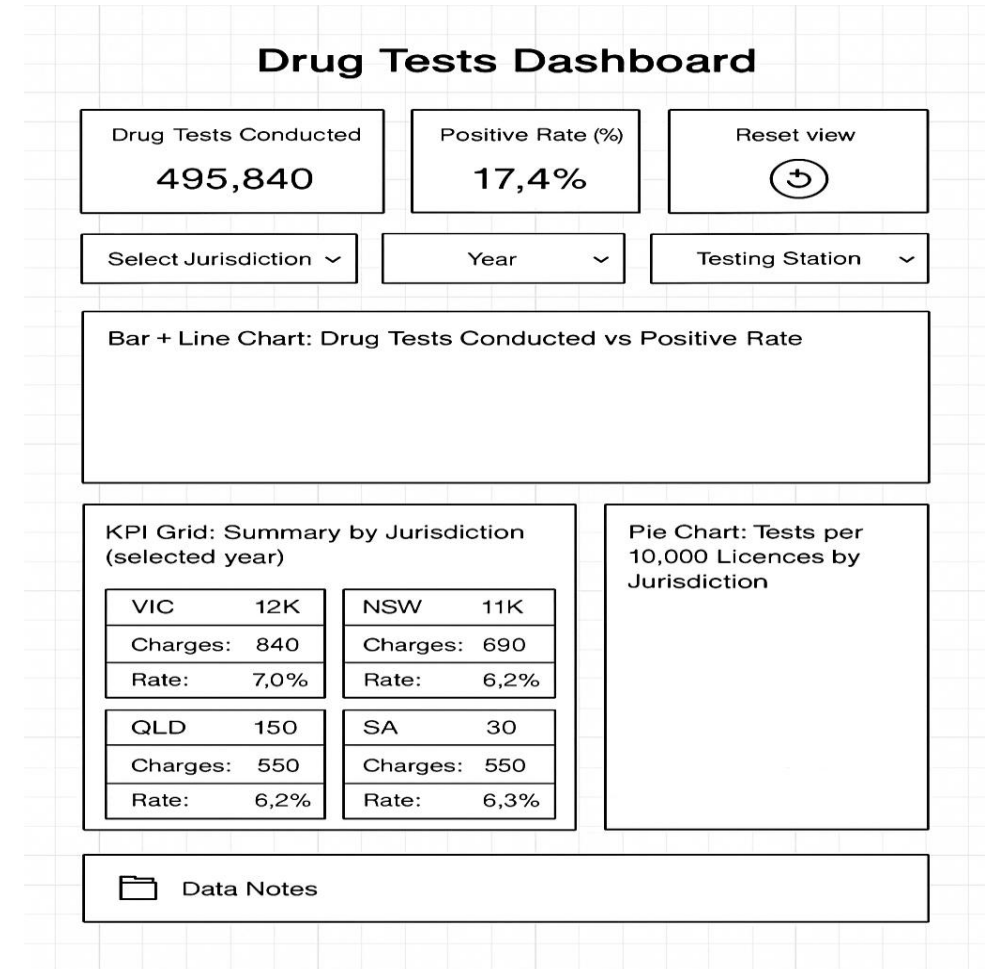 Drug Tests Dashboard
Drug Tests Conducted
495,840
Positive Rate (%)
17,4%
Reset view
Select Jurisdiction
Year
Testing Station
Bar + Line Chart: Drug Tests Conducted vs Positive Rate
KPI Grid: Summary by Jurisdiction
(selected year)
VIC 12K
Charges: 840
Rate: 7,0%
NSW 11K
Charges: 690
Rate: 6,2%
QLD 150
Charges: 550
Rate: 6,2%
SA 30
Charges: 550
Rate: 6,3%
Pie Chart: Tests per
10,000 Licences by
Jurisdiction
Data Notes